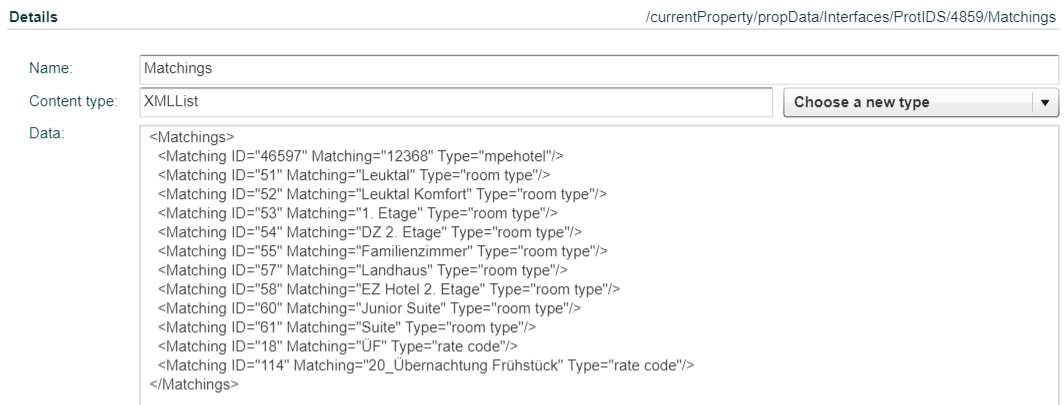 Details /currentProperty/propData/Interfaces/ProtIDS/4859/Matchings
Name: Matchings
Content type: XMLList Choose a new type
Data:
<Matchings>
<Matching ID="46597" Matching="12368" Type="mpehotel"/>
<Matching ID="51" Matching="Leuktal" Type="room type"/>
<Matching ID="52" Matching="Leuktal Komfort" Type="room type"/>
<Matching ID="53" Matching="1. Etage" Type="room type"/>
<Matching ID="54" Matching="DZ 2. Etage" Type="room type"/>
<Matching ID="55" Matching="Familienzimmer" Type="room type"/>
<Matching ID="57" Matching="Landhaus" Type="room type"/>
<Matching ID="58" Matching="EZ Hotel 2. Etage" Type="room type"/>
<Matching ID="60" Matching="Junior Suite" Type="room type"/>
<Matching ID="61" Matching="Suite" Type="room type"/>
<Matching ID="18" Matching="ÜF" Type="rate code"/>
<Matching ID="114" Matching="20_Übernachtung Frühstück" Type="rate code"/>
</Matchings>